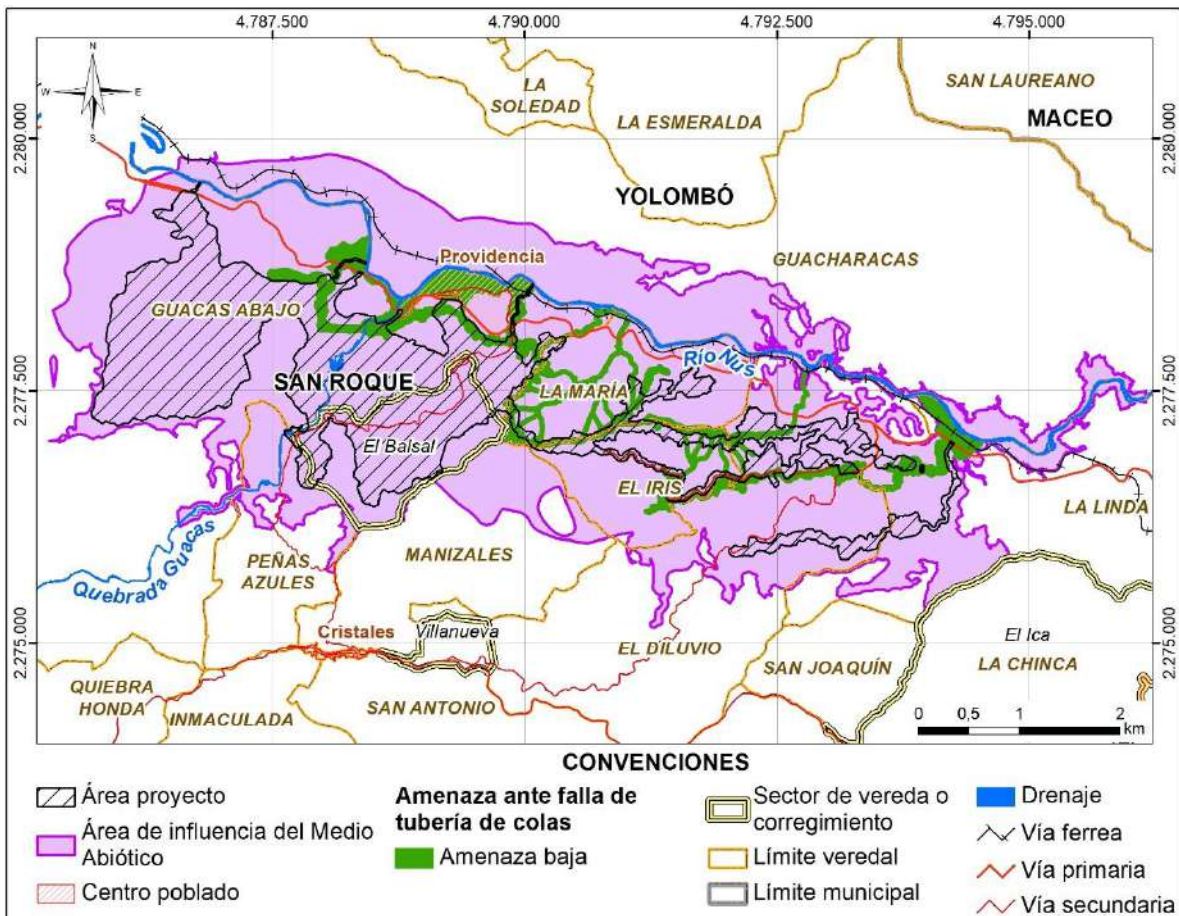 4.787.500
4.790.000
4.792.500
4.795.000
N
W
E
S
2.280.000
2.280.000
LA
SOLEDAD
LA ESMERALDA
SAN LAUREANO
MACEO
YOLOMBÓ
GUACHARACAS
Providencia
GUACAS ABAJO
Río Nus
2.277.500
2.277.500
SAN ROQUE
LA MARÍA
El Balsal
EL IRIS
LA LINDA
Quebrada Guacas
PEÑAS
AZULES
MANIZALES
2.275.000
2.275.000
Cristales
Villanueva
EL DILUVIO
El Ica
SAN JOAQUÍN
LA CHINCA
QUIEBRA
HONDA
INMACULADA
SAN ANTONIO
0 0,5 1 2
km
CONVENCIONES
Área proyecto
Área de influencia del Medio
Abiótico
Centro poblado
Amenaza ante falla de
tubería de colas
Amenaza baja
Sector de vereda o
corregimiento
Límite veredal
Límite municipal
Drenaje
Vía ferrea
Vía primaria
Vía secundaria